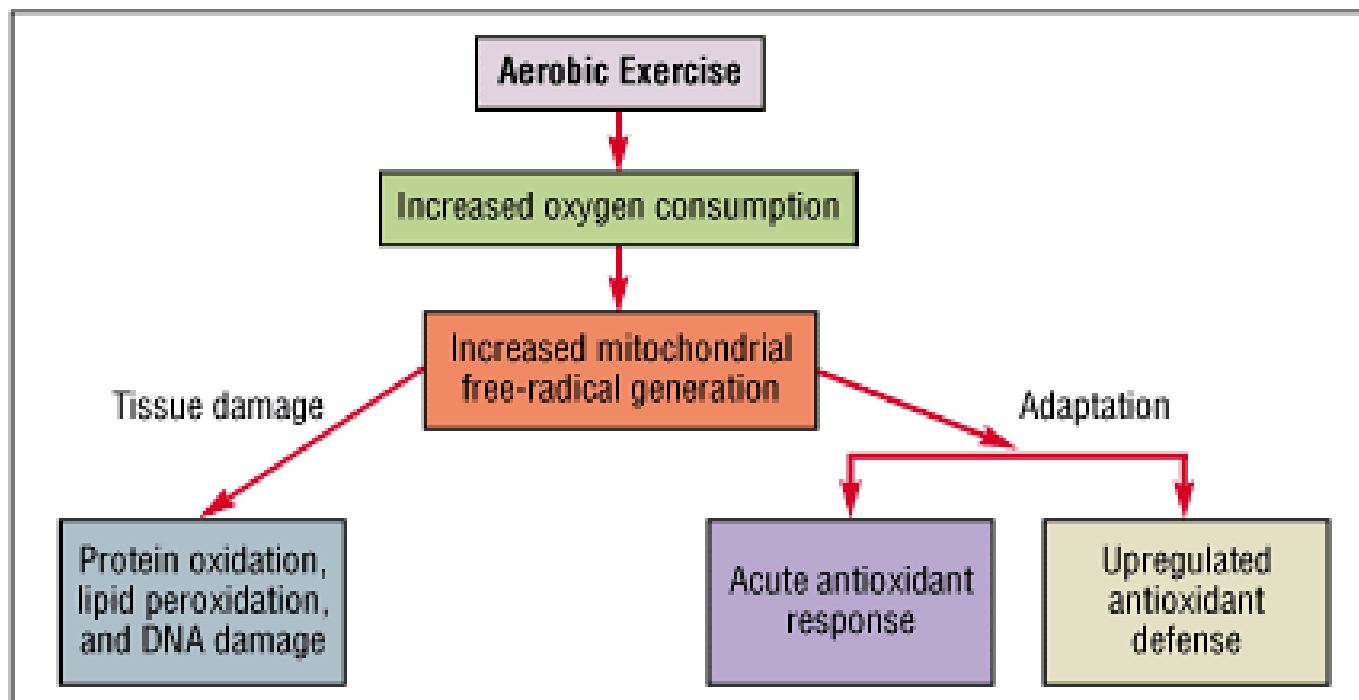 Aerobic Exercise
Increased oxygen consumption
Increased mitochondrial
free-radical generation
Tissue damage
Adaptation
Protein oxidation,
lipid peroxidation,
and DNA damage
Acute antioxidant
response
Upregulated
antioxidant
defense